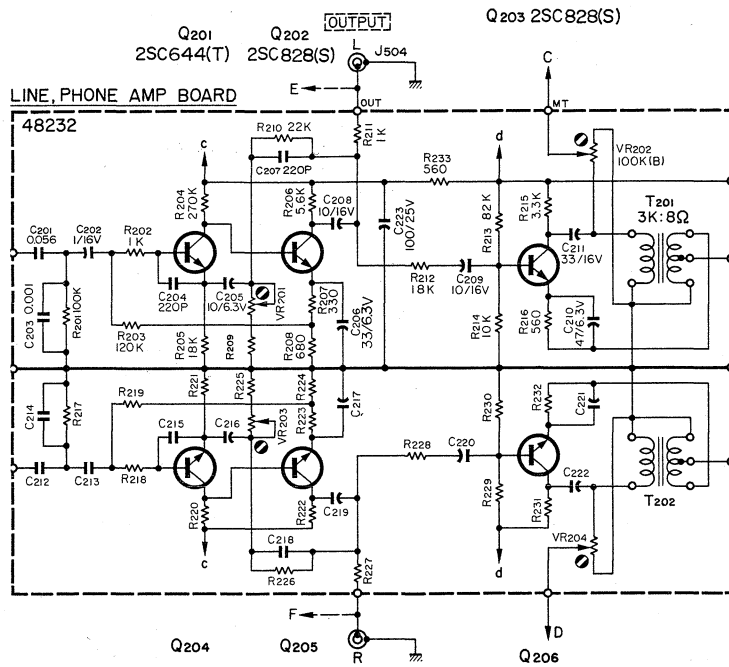 OUTPUT
Q203 2SC828(S)
Q201
2SC644(T)
Q202
2SC828(S)
L
J504
C
E
LINE, PHONE AMP BOARD
OUT
MT
48232
R210 22K
C207 220P
R211
1K
c
d
VR202
100K(B)
R233
560
R204
270K
R206
5.6K
C208
10/16V
C223
100/25V
R213 82K
R215
3.3K
T201
3K:8Ω
C201
0.056
C202
1/16V
R202
1K
C211
33/16V
C204
220P
C205
10/6.3V
VR201
R207
330
R212
18K
C209
10/16V
C203 0.001
R201 100K
R203
120K
R205
18K
R209
R208
680
C206
33/6.3V
R214
10K
R216
560
C210
47/6.3V
C214
R217
R219
R221
R225
R224
R223
C217
R230
R232
C221
C215
C216
VR203
R228
C220
C212
C213
R218
C222
T202
R220
R222
C219
R229
R231
c
C218
R226
R227
d
VR204
F
D
Q204
Q205
R
Q206